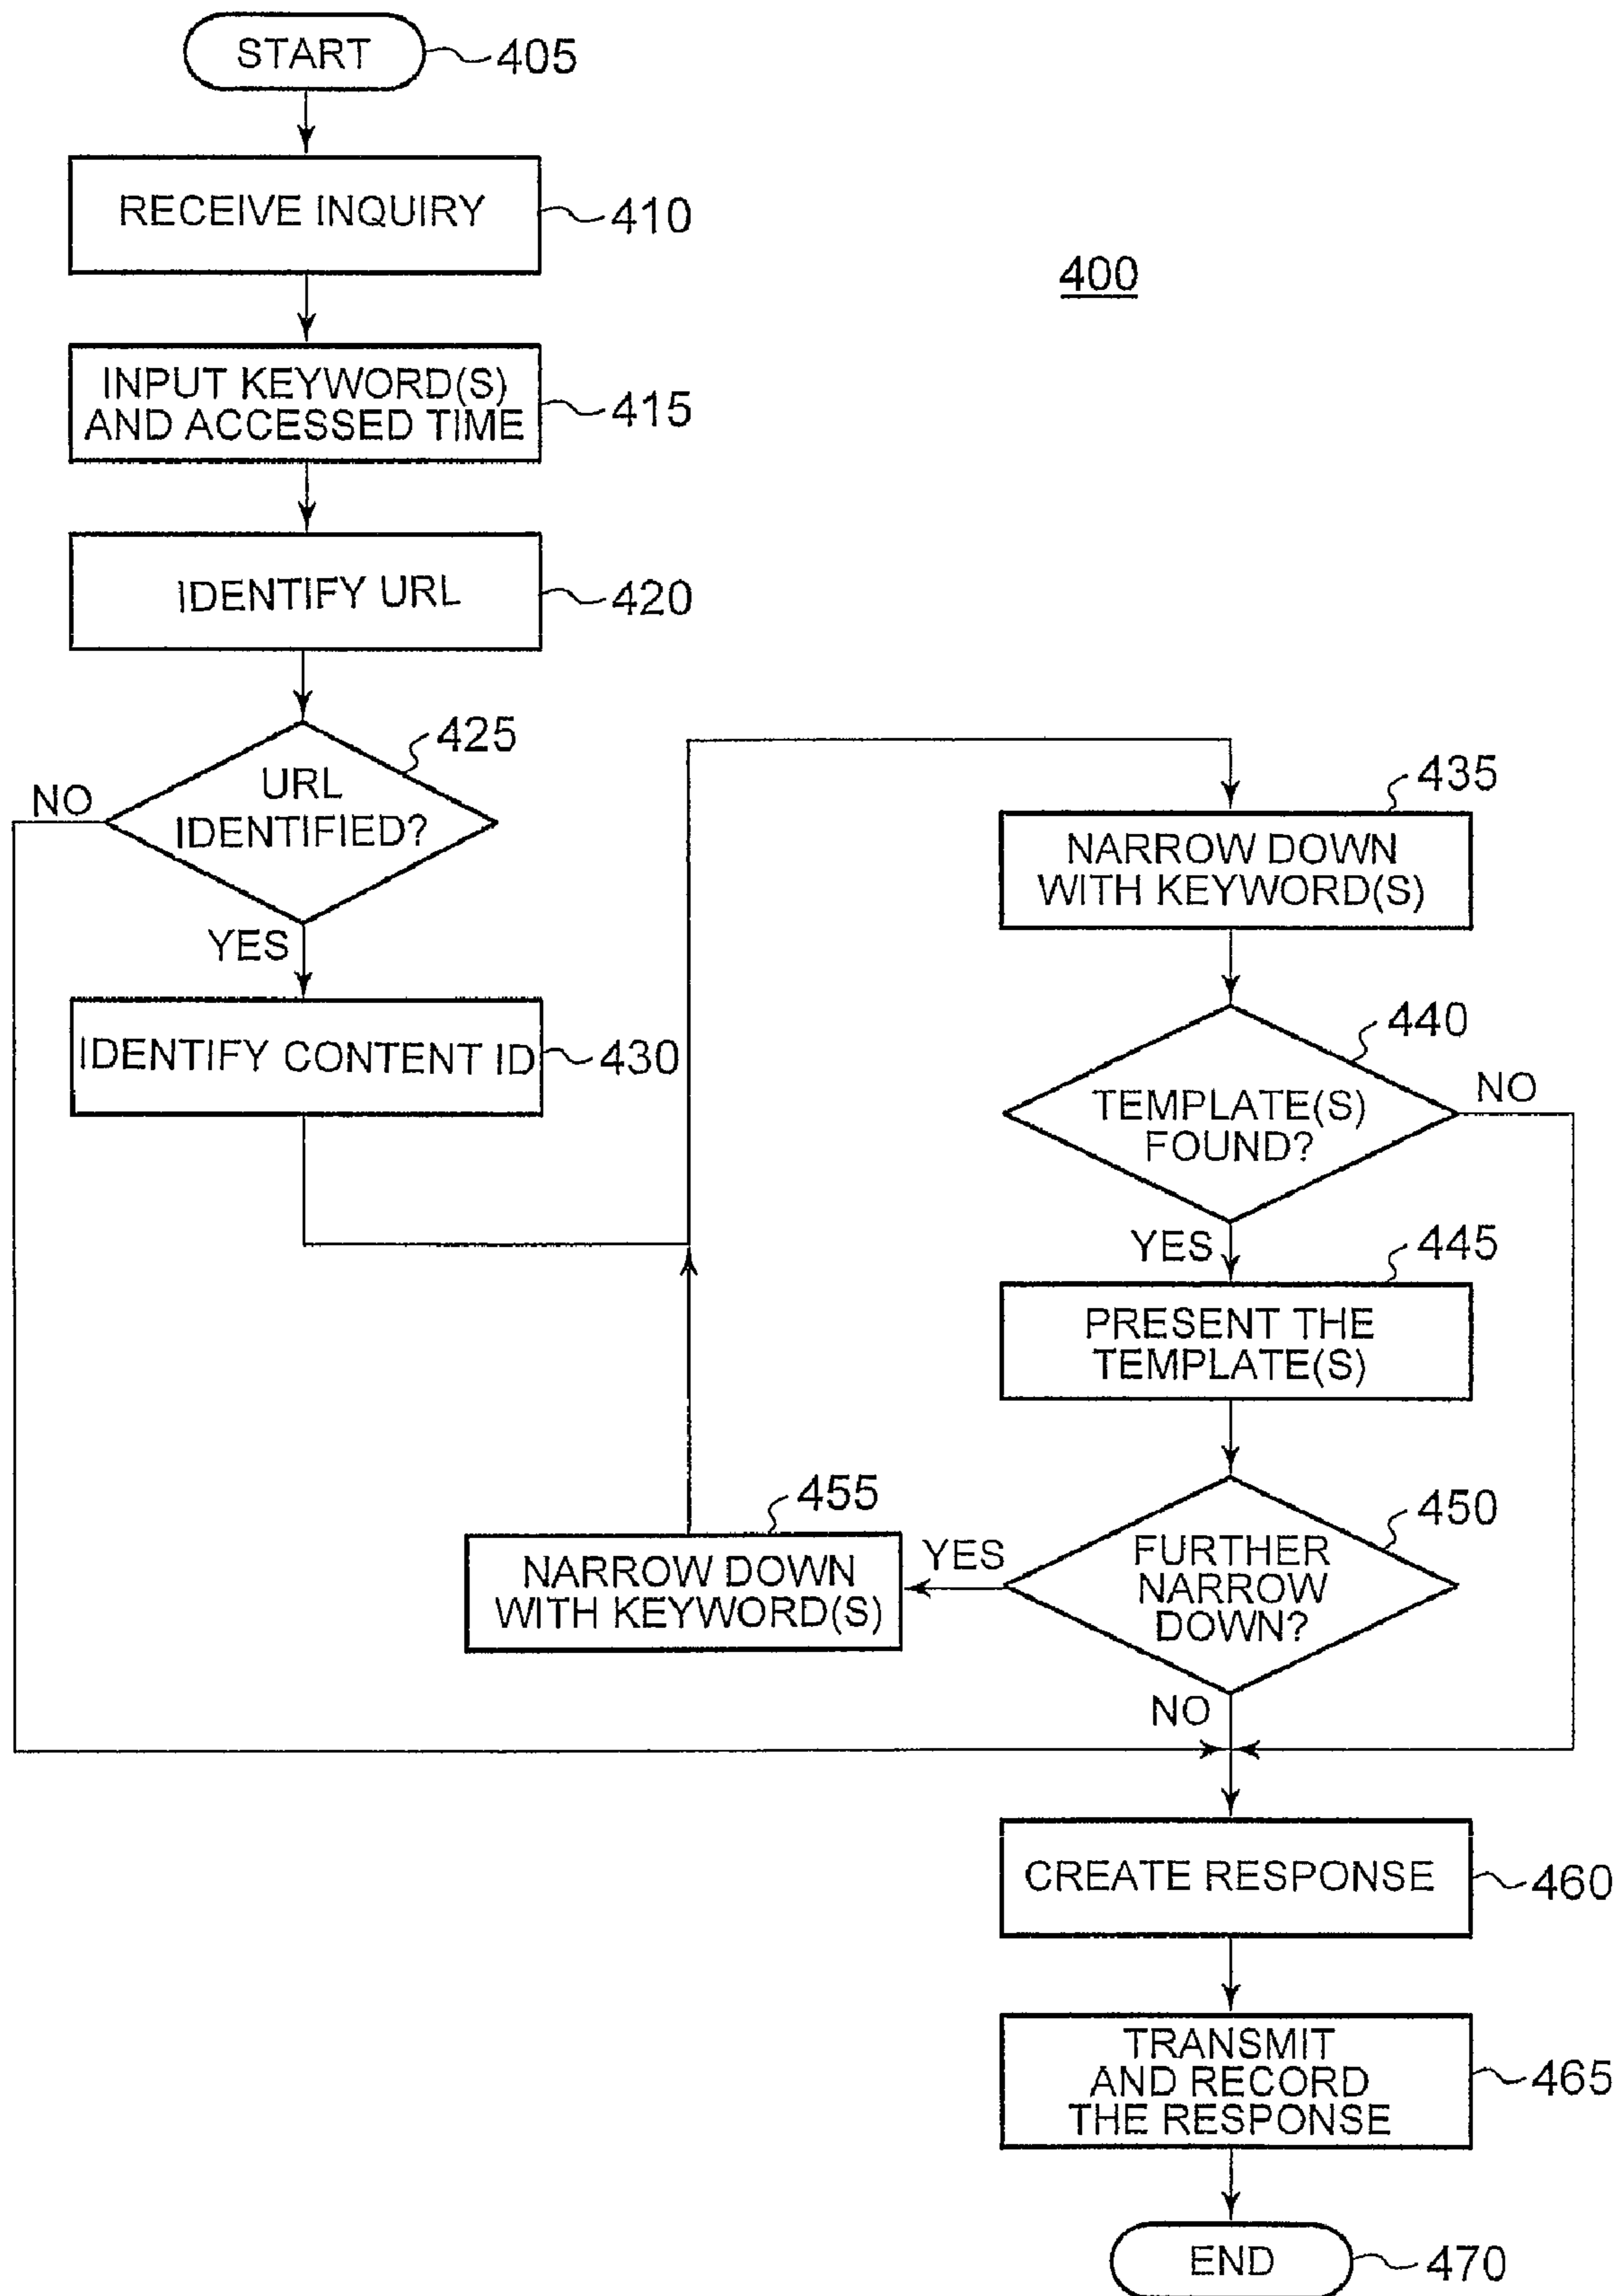 START
405
RECEIVE INQUIRY
410
400
INPUT KEYWORD(S)
AND ACCESSED TIME
415
IDENTIFY URL
420
425
URL
IDENTIFIED?
NO
YES
IDENTIFY CONTENT ID
430
435
NARROW DOWN
WITH KEYWORD(S)
440
TEMPLATE(S)
FOUND?
NO
YES
445
PRESENT THE
TEMPLATE(S)
450
FURTHER
NARROW
DOWN?
YES
455
NARROW DOWN
WITH KEYWORD(S)
NO
CREATE RESPONSE
460
TRANSMIT
AND RECORD
THE RESPONSE
465
END
470